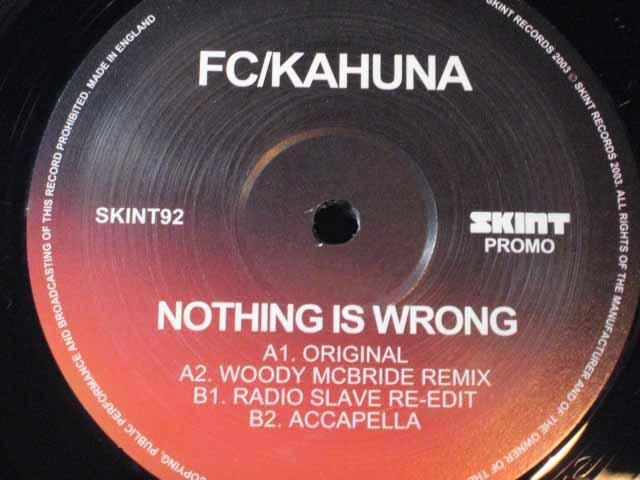 FC/KAHUNA
SKINT92
SKINT
PROMO
NOTHING IS WRONG
A1. ORIGINAL
A2. WOODY MCBRIDE REMIX
B1. RADIO SLAVE RE-EDIT
B2. ACCAPELLA
SKINT RECORDS 2003 © SKINT RECORDS 2003. ALL RIGHTS OF THE MANUFACTURER AND OF THE OWNER OF THE
COPYING, PUBLIC PERFORMANCE AND BROADCASTING OF THIS RECORD PROHIBITED. MADE IN ENGLAND